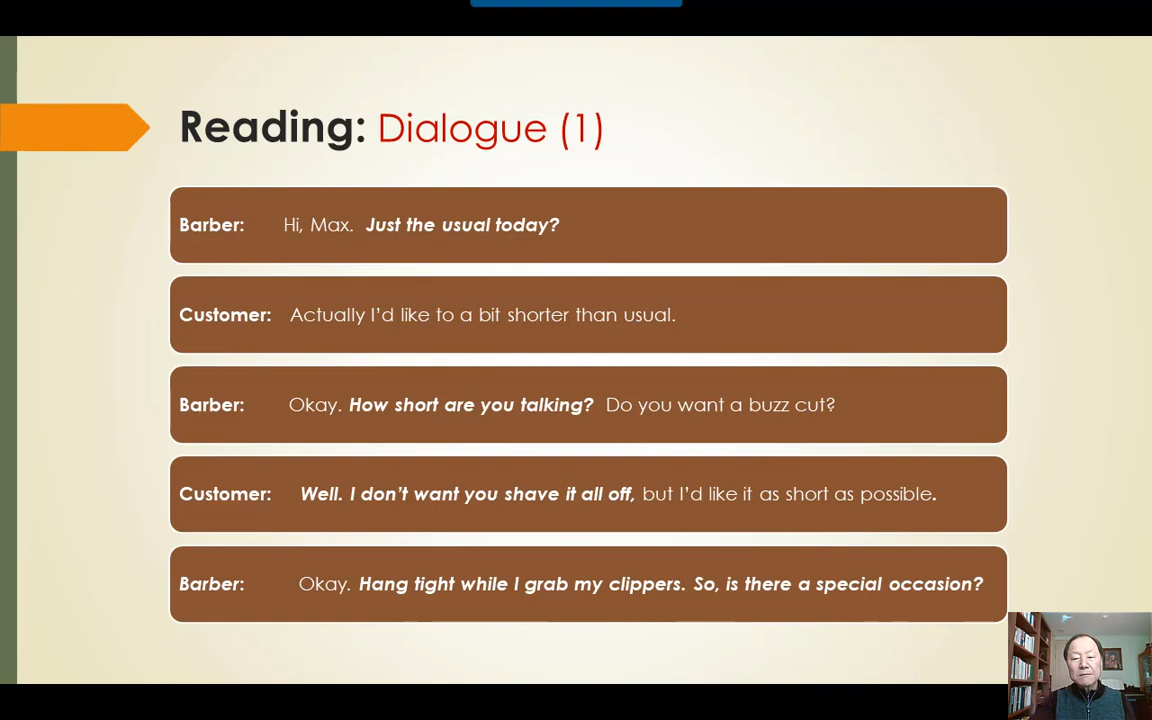 Reading: Dialogue (1)
Barber: Hi, Max. Just the usual today?
Customer: Actually I'd like to a bit shorter than usual.
Barber: Okay. How short are you talking? Do you want a buzz cut?
Customer: Well. I don't want you shave it all off, but I'd like it as short as possible.
Barber: Okay. Hang tight while I grab my clippers. So, is there a special occasion?